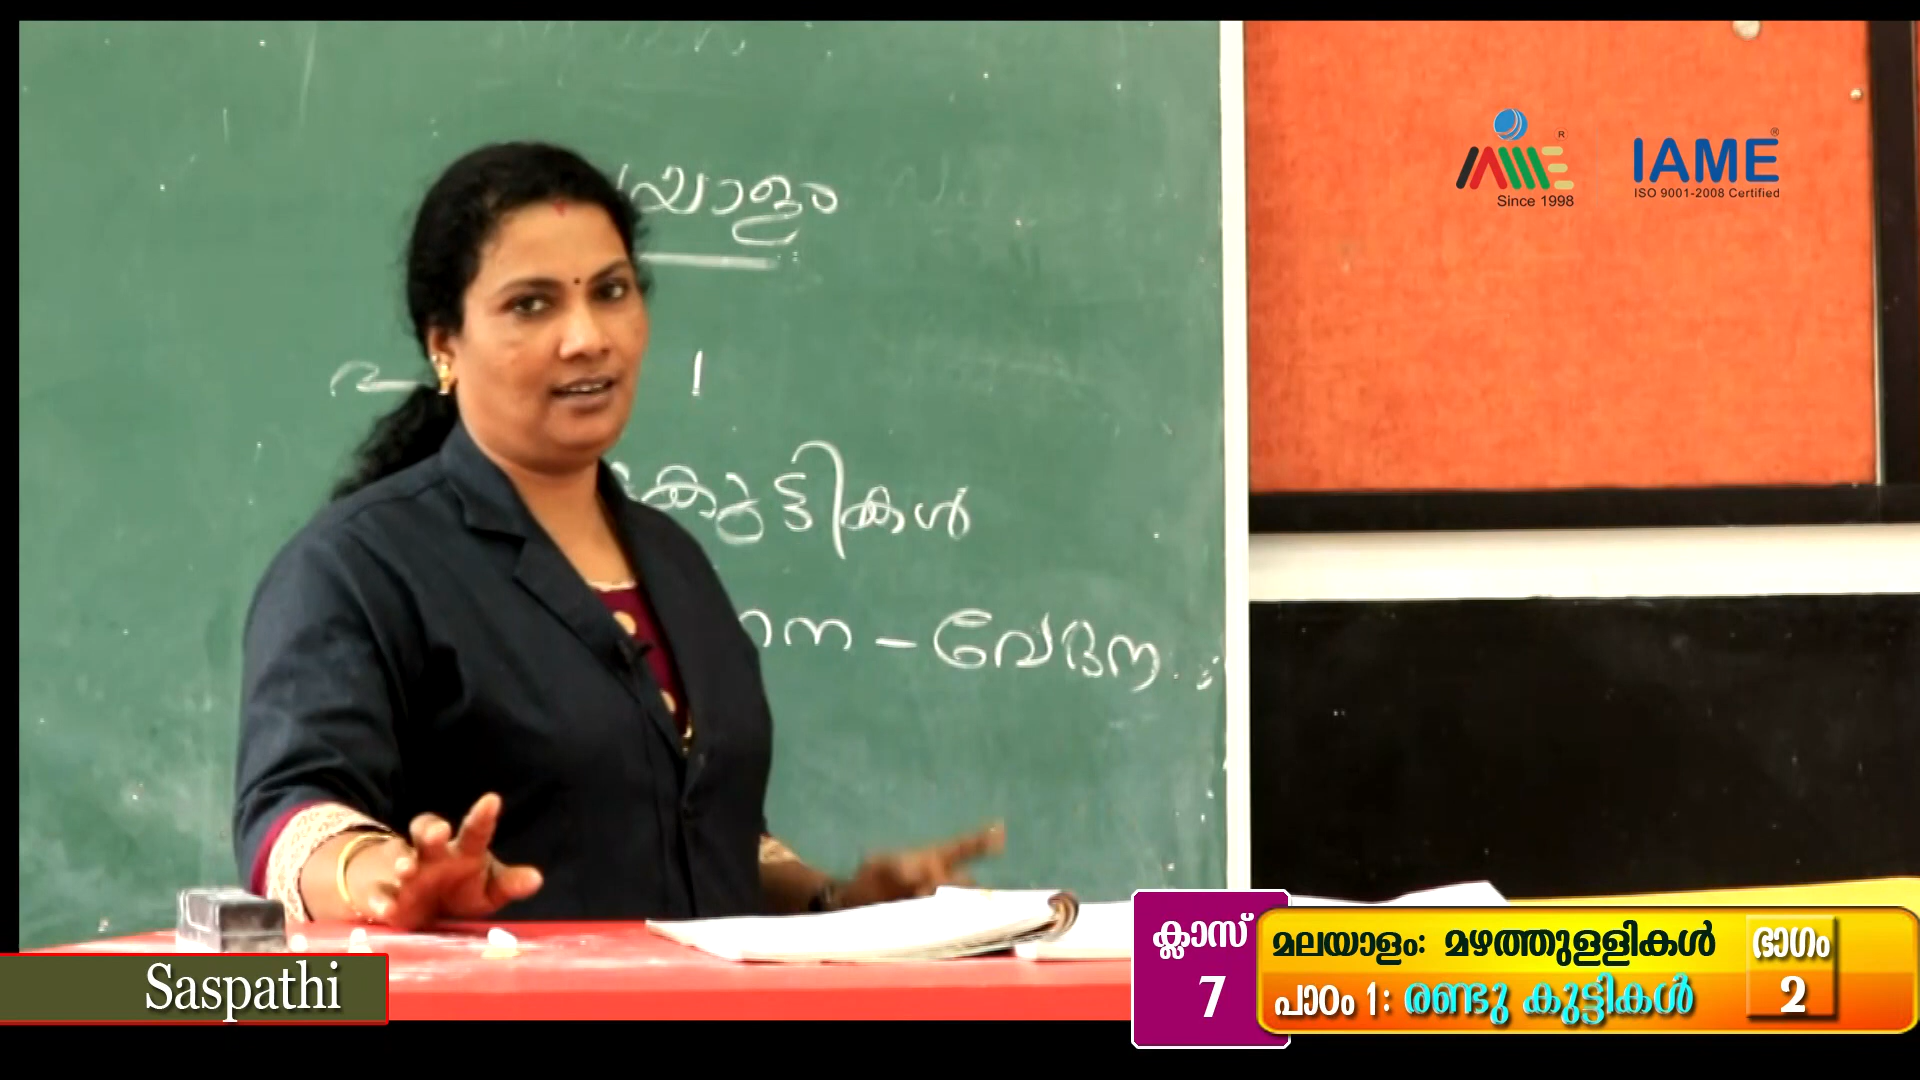 IAME
R
Since 1998
IAME®
ISO 9001-2008 Certified
1
കുട്ടികൾ
– വേദന
Saspathi
ക്ലാസ്
7
മലയാളം: മഴത്തുള്ളികൾ
പാഠം 1: രണ്ടു കുട്ടികൾ
ഭാഗം
2